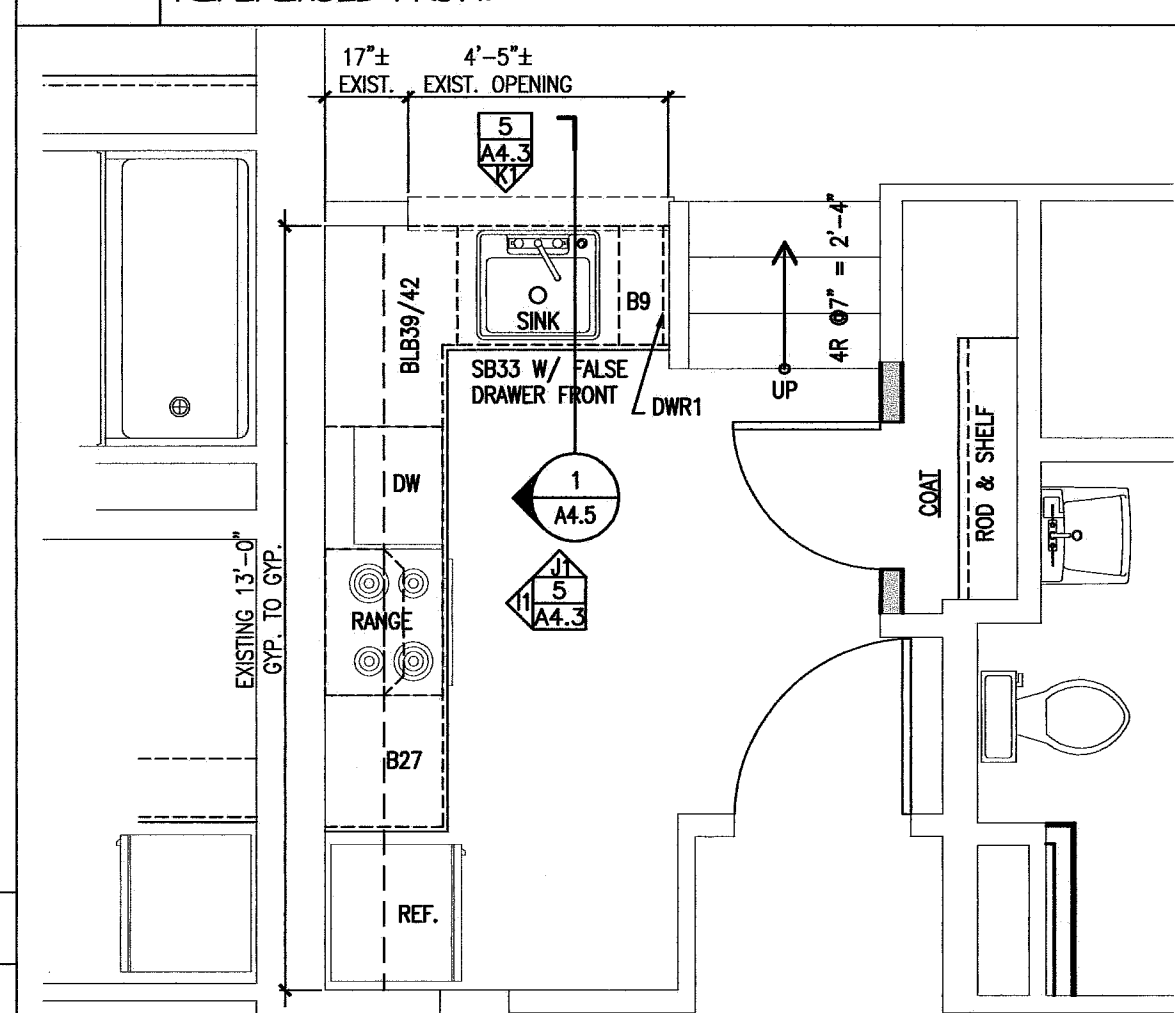 17"±
EXIST.
4'-5"±
EXIST. OPENING
5
A4.3
K1
BLB39/42
SINK
B9
4R @7" = 2'-4"
SB33 W/ FALSE
DRAWER FRONT
DWR1
UP
DW
1
A4.5
COAT
ROD & SHELF
EXISTING 13'-0"
GYP. TO GYP.
J1
I1
5
A4.3
RANGE
B27
REF.